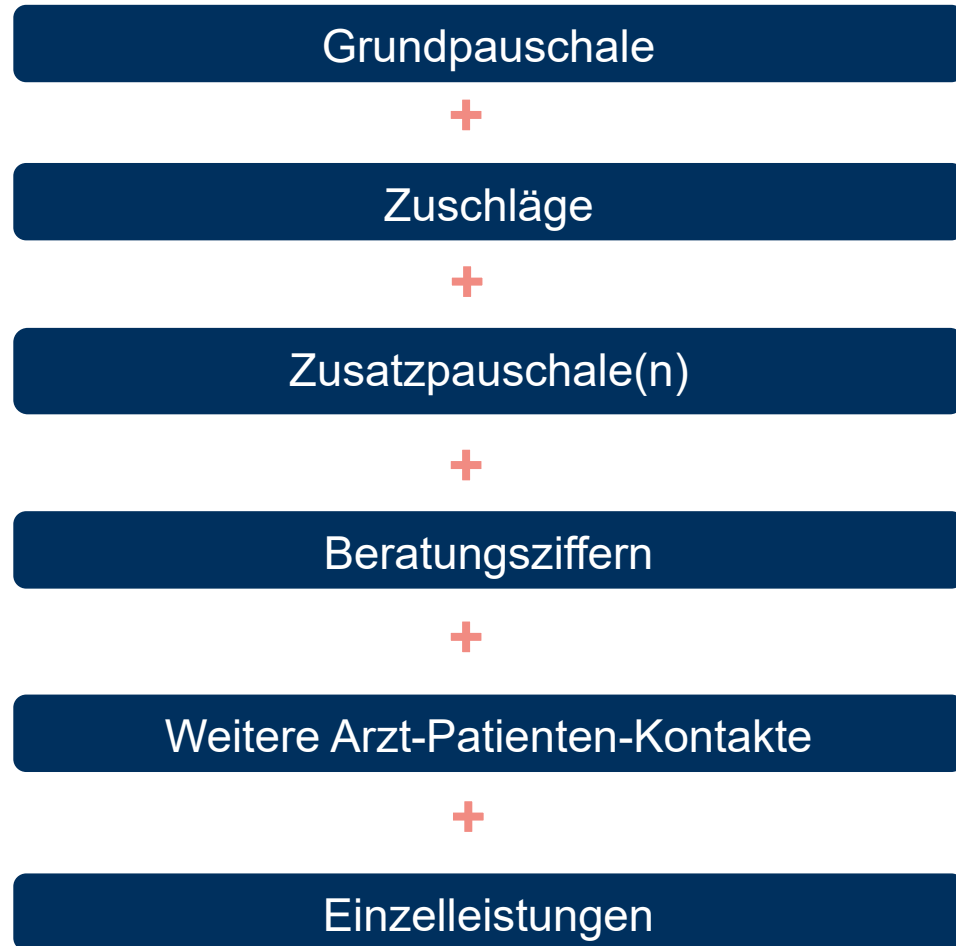 Grundpauschale
+
Zuschläge
+
Zusatzpauschale(n)
+
Beratungsziffern
+
Weitere Arzt-Patienten-Kontakte
+
Einzelleistungen